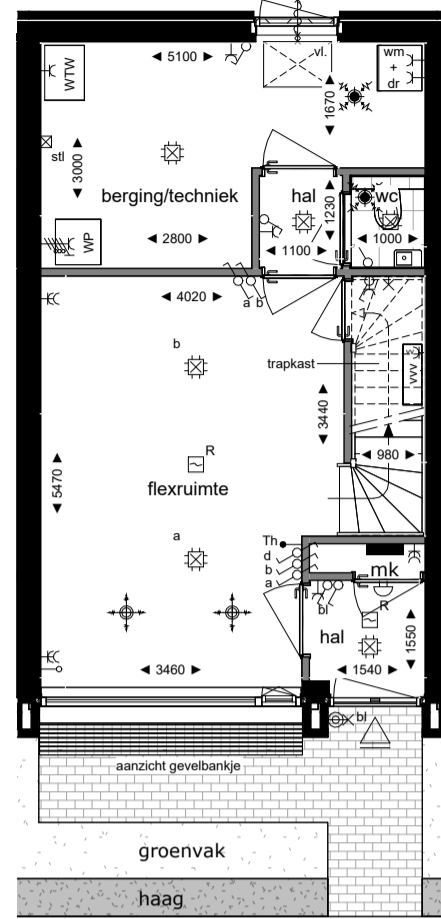 5100
vl.
wm
+
dr
WTW
1670
stl
3000
berging/techniek
hal
1230
wc
WP
2800
1100
1000
4020
a b
b
trapkast
vvv
3440
980
R
flexruimte
5470
a
Th
d
b
a
mk
bl
R
hal
1550
3460
1540
bl
aanzicht gevelbankje
groenvak
haag